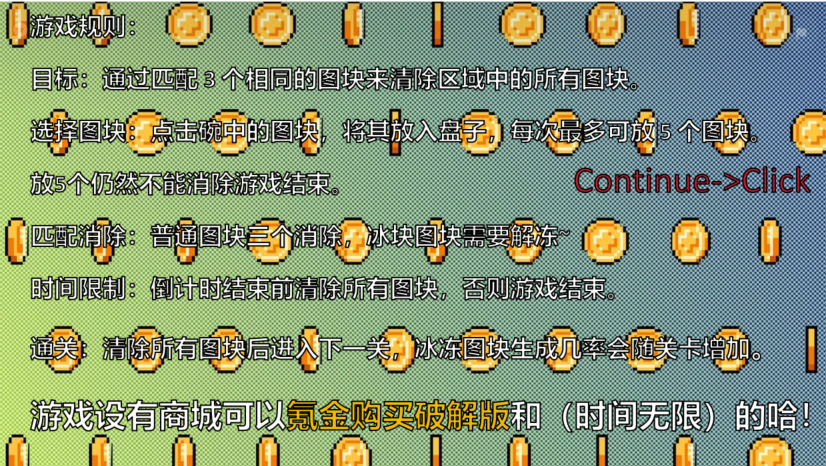 游戏规则：
目标：通过匹配 3 个相同的图块来清除区域中的所有图块。
选择图块：点击碗中的图块，将其放入盘子，每次最多可放 5 个图块。
放5个仍然不能消除游戏结束。
Continue->Click
匹配消除：普通图块三个消除，冰块图块需要解冻~
时间限制：倒计时结束前清除所有图块，否则游戏结束。
通关：清除所有图块后进入下一关，冰冻图块生成几率会随关卡增加。
游戏设有商城可以氪金购买破解版和（时间无限）的哈！